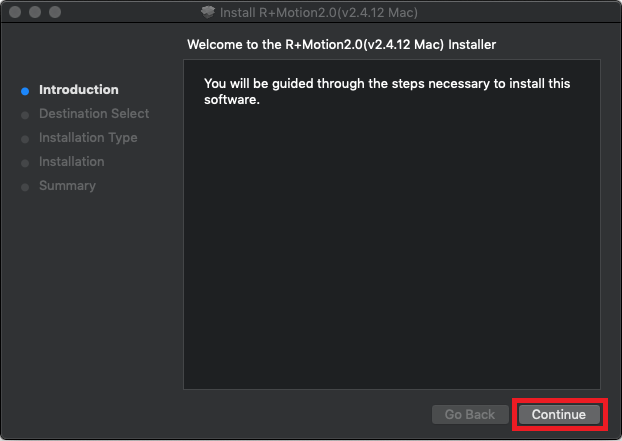 Install R+Motion2.0(v2.4.12 Mac)
Welcome to the R+Motion2.0(v2.4.12 Mac) Installer
Introduction
Destination Select
Installation Type
Installation
Summary
You will be guided through the steps necessary to install this
software.
Go Back
Continue